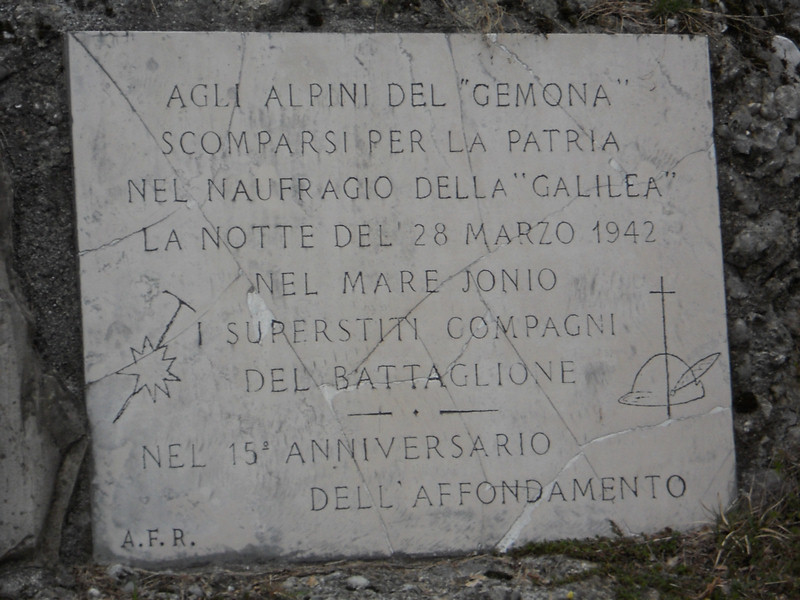 AGLI ALPINI DEL "GEMONA"
SCOMPARSI PER LA PATRIA
NEL NAUFRAGIO DELLA "GALILEA"
LA NOTTE DEL' 28 MARZO 1942
NEL MARE JONIO
I SUPERSTITI COMPAGNI
DEL BATTAGLIONE
NEL 15º ANNIVERSARIO
DELL'AFFONDAMENTO
A.F.R.